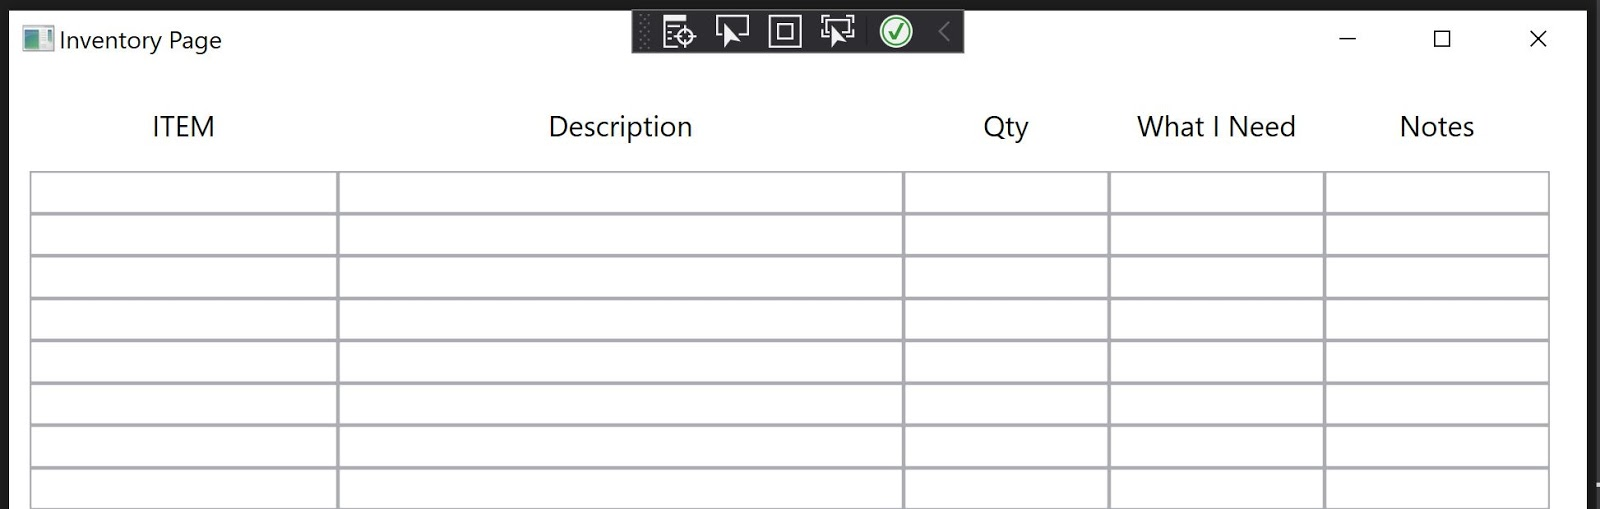 Inventory Page
ITEM Description Qty What I Need Notes